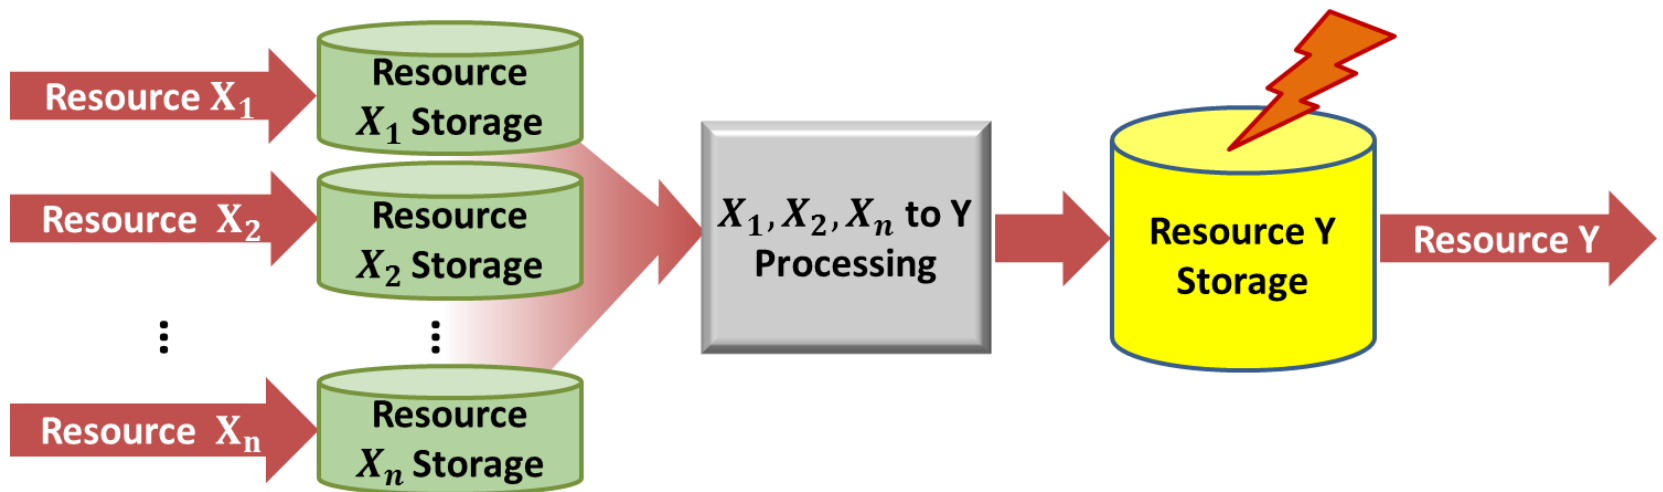 Resource X₁
Resource
X₁ Storage
Resource X₂
Resource
X₂ Storage
⋮ ⋮
Resource Xₙ
Resource
Xₙ Storage
X₁, X₂, Xₙ to Y
Processing
Resource Y
Storage
Resource Y